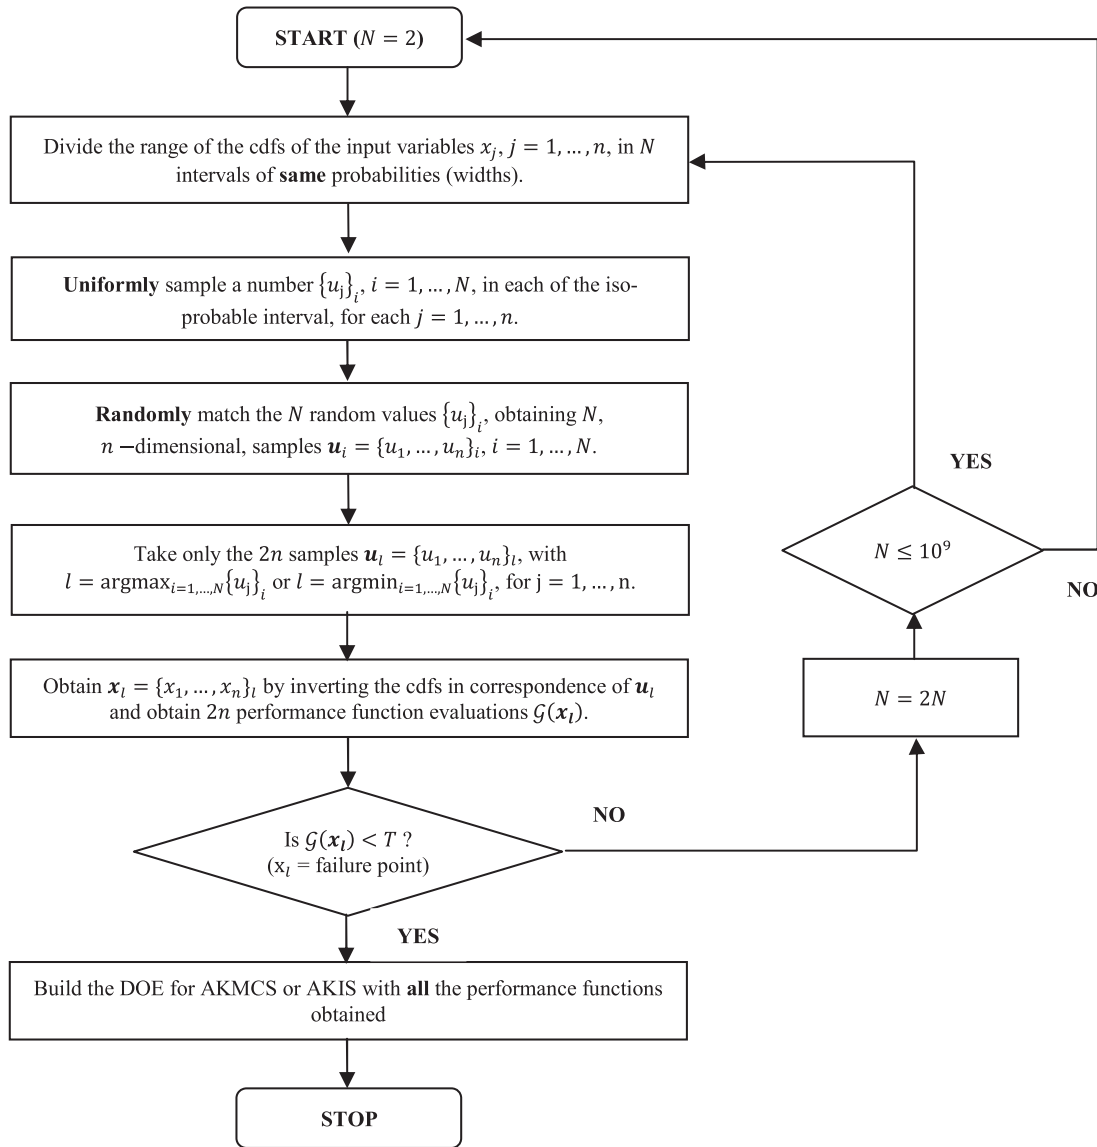 START (N = 2)
Divide the range of the cdfs of the input variables x_j, j = 1, … , n, in N
intervals of same probabilities (widths).
Uniformly sample a number {u_j}_i, i = 1, … , N, in each of the iso-
probable interval, for each j = 1, … , n.
Randomly match the N random values {u_j}_i, obtaining N,
n −dimensional, samples u_i = {u_1, … , u_n}_i, i = 1, … , N.
Take only the 2n samples u_l = {u_1, … , u_n}_l, with
l = argmax_{i=1,…,N}{u_j}_i or l = argmin_{i=1,…,N}{u_j}_i, for j = 1, … , n.
Obtain x_l = {x_1, … , x_n}_l by inverting the cdfs in correspondence of u_l
and obtain 2n performance function evaluations 𝒢(x_l).
Is 𝒢(x_l) < T ?
(x_l = failure point)
NO
N = 2N
N ≤ 10^9
YES
NO
YES
Build the DOE for AKMCS or AKIS with all the performance functions
obtained
STOP